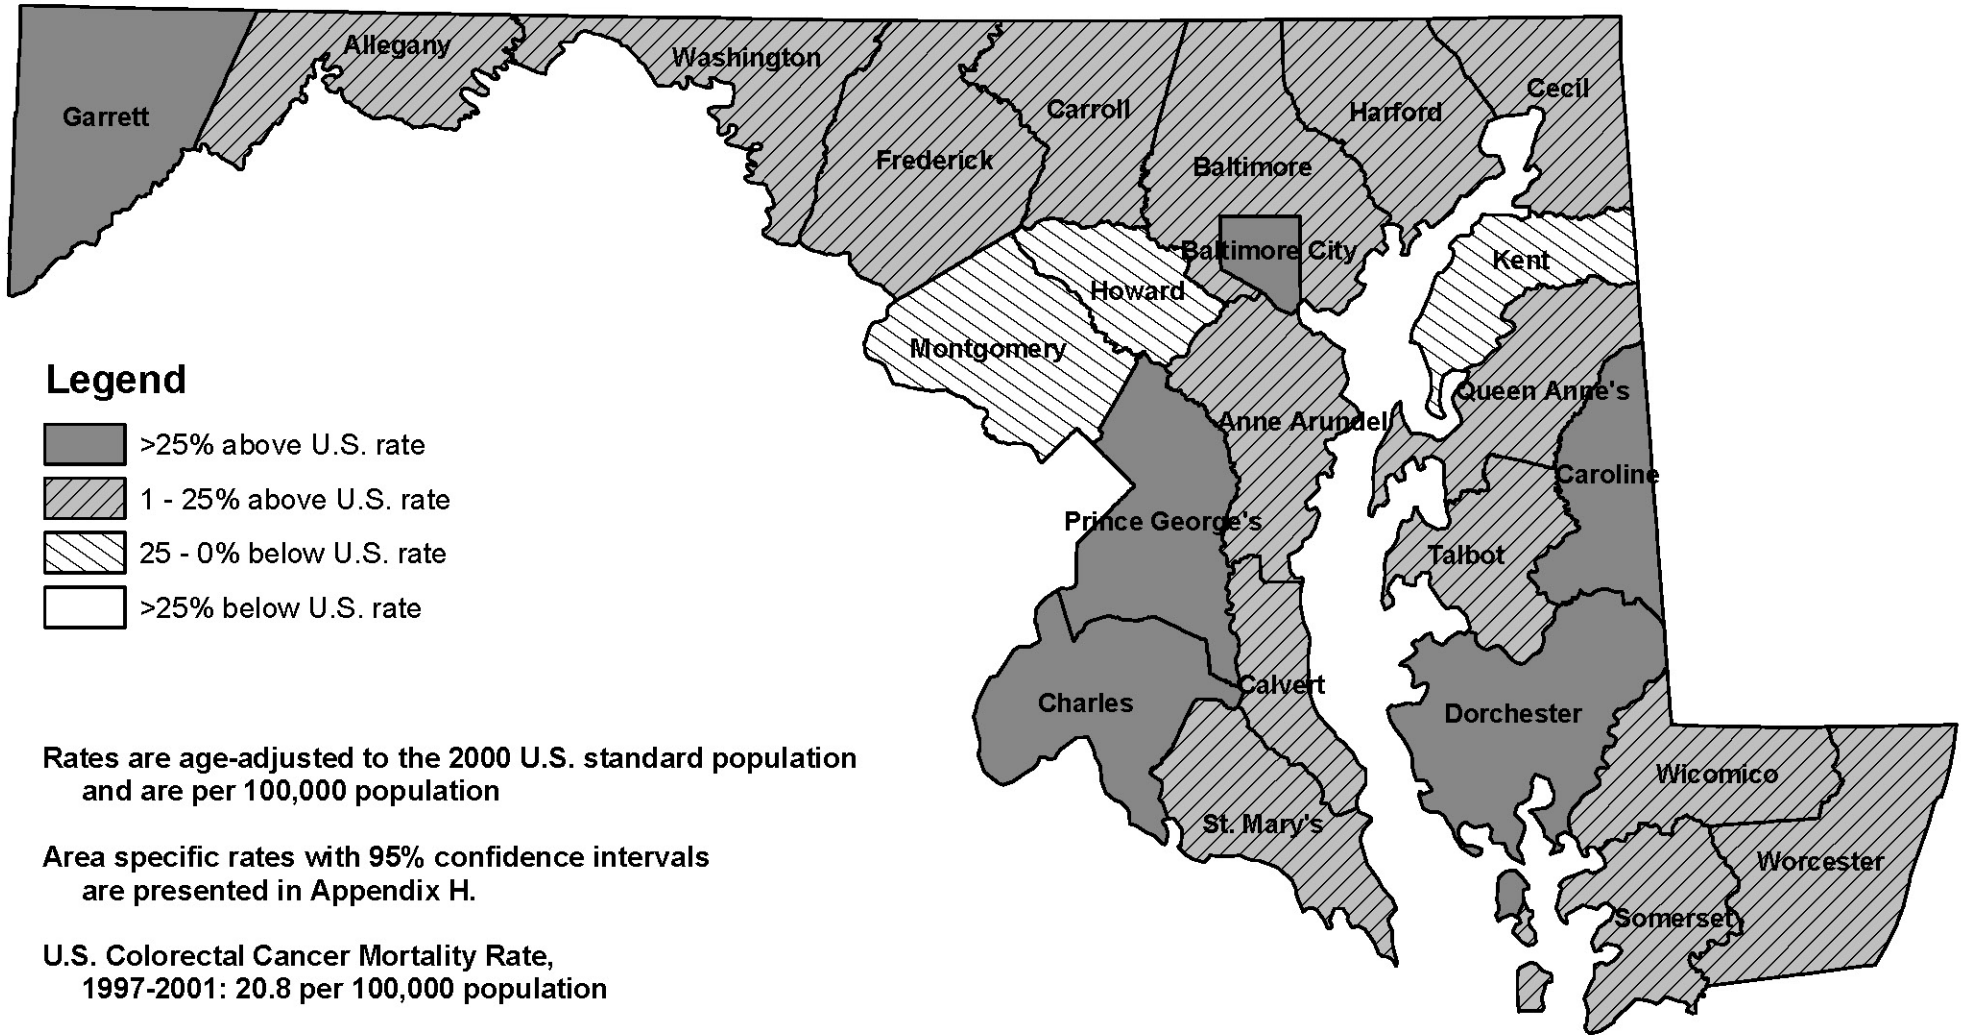 Allegany
Washington
Garrett
Cecil
Carroll
Harford
Frederick
Baltimore
Baltimore City
Kent
Howard
Montgomery
Queen Anne's
Anne Arundel
Caroline
Prince George's
Talbot
Calvert
Charles
Dorchester
Wicomico
St. Mary's
Worcester
Somerset
Legend
>25% above U.S. rate
1 - 25% above U.S. rate
25 - 0% below U.S. rate
>25% below U.S. rate
Rates are age-adjusted to the 2000 U.S. standard population
and are per 100,000 population
Area specific rates with 95% confidence intervals
are presented in Appendix H.
U.S. Colorectal Cancer Mortality Rate,
1997-2001: 20.8 per 100,000 population